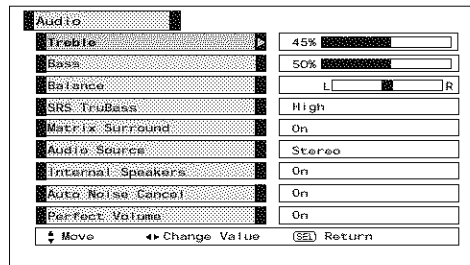 Audio
Treble 45%
Bass 50%
Balance L R
SRS TruBass High
Matrix Surround On
Audio Source Stereo
Internal Speakers On
Auto Noise Cancel On
Perfect Volume On
Move Change Value SEL Return